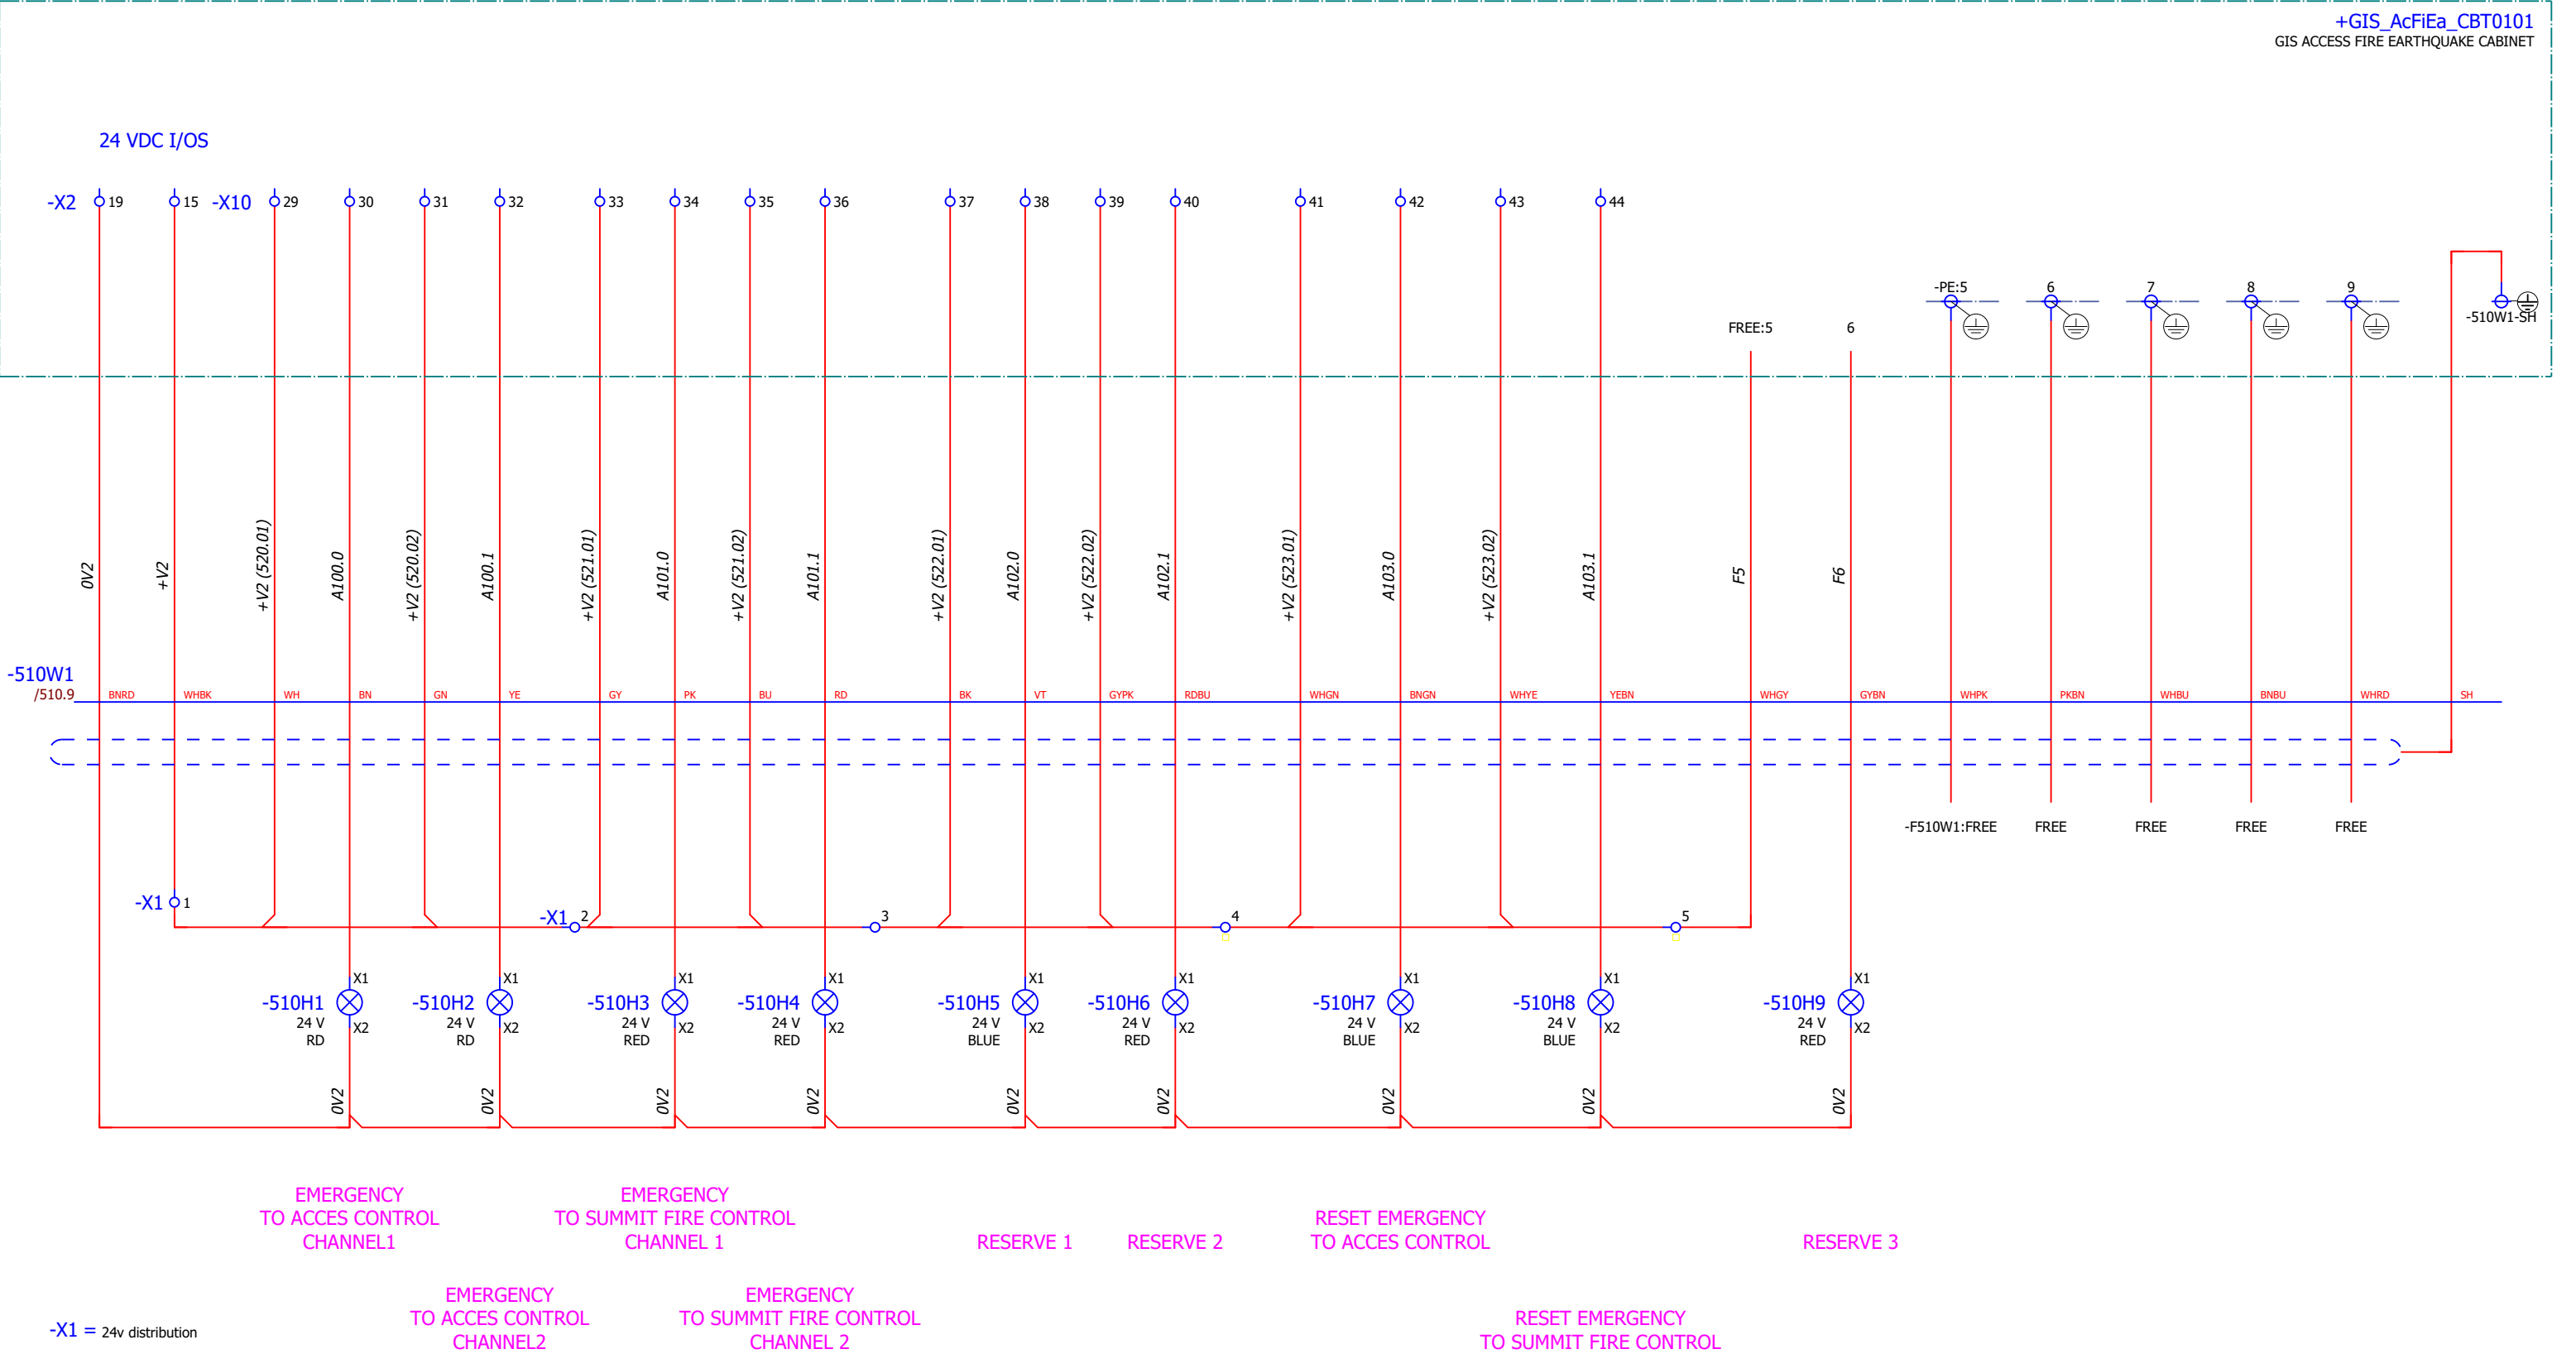 +GIS_AcFiEa_CBT0101
GIS ACCESS FIRE EARTHQUAKE CABINET
24 VDC I/OS
-X2 19 15 -X10 29 30 31 32 33 34 35 36 37 38 39 40 41 42 43 44
-PE:5 6 7 8 9
-510W1-SH
FREE:5 6
0V2 +V2 +V2 (520.01) A100.0 +V2 (520.02) A100.1 +V2 (521.01) A101.0 +V2 (521.02) A101.1 +V2 (522.01) A102.0 +V2 (522.02) A102.1 +V2 (523.01) A103.0 +V2 (523.02) A103.1 F5 F6
-510W1
/510.9 BNRD WHBK WH BN GN YE GY PK BU RD BK VT GYPK RDBU WHGN BNGN WHYE YEBN WHGY GYBN WHPK PKBN WHBU BNBU WHRD SH
-F510W1:FREE FREE FREE FREE FREE
-X1 1 -X1 2 3 4 5
X1 X1 X1 X1 X1 X1 X1 X1 X1
-510H1 -510H2 -510H3 -510H4 -510H5 -510H6 -510H7 -510H8 -510H9
24 V X2 24 V X2 24 V X2 24 V X2 24 V X2 24 V X2 24 V X2 24 V X2 24 V X2
RD RD RED RED BLUE RED BLUE BLUE RED
0V2 0V2 0V2 0V2 0V2 0V2 0V2 0V2 0V2
EMERGENCY
TO ACCES CONTROL
CHANNEL1
EMERGENCY
TO SUMMIT FIRE CONTROL
CHANNEL 1
RESERVE 1
RESERVE 2
RESET EMERGENCY
TO ACCES CONTROL
RESERVE 3
EMERGENCY
TO ACCES CONTROL
CHANNEL2
EMERGENCY
TO SUMMIT FIRE CONTROL
CHANNEL 2
RESET EMERGENCY
TO SUMMIT FIRE CONTROL
-X1 = 24v distribution